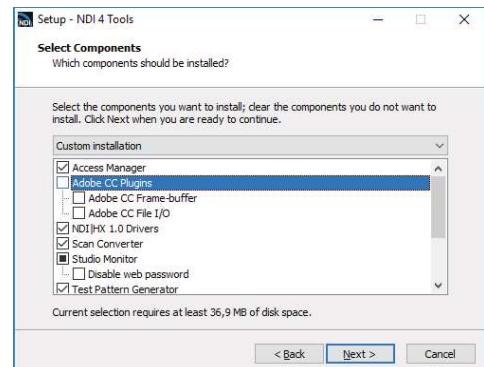 NDI Setup - NDI 4 Tools
Select Components
Which components should be installed?
Select the components you want to install; clear the components you do not want to
install. Click Next when you are ready to continue.
Custom installation
Access Manager
Adobe CC Plugins
Adobe CC Frame-buffer
Adobe CC File I/O
NDI|HX 1.0 Drivers
Scan Converter
Studio Monitor
Disable web password
Test Pattern Generator
Current selection requires at least 36,9 MB of disk space.
< Back Next > Cancel